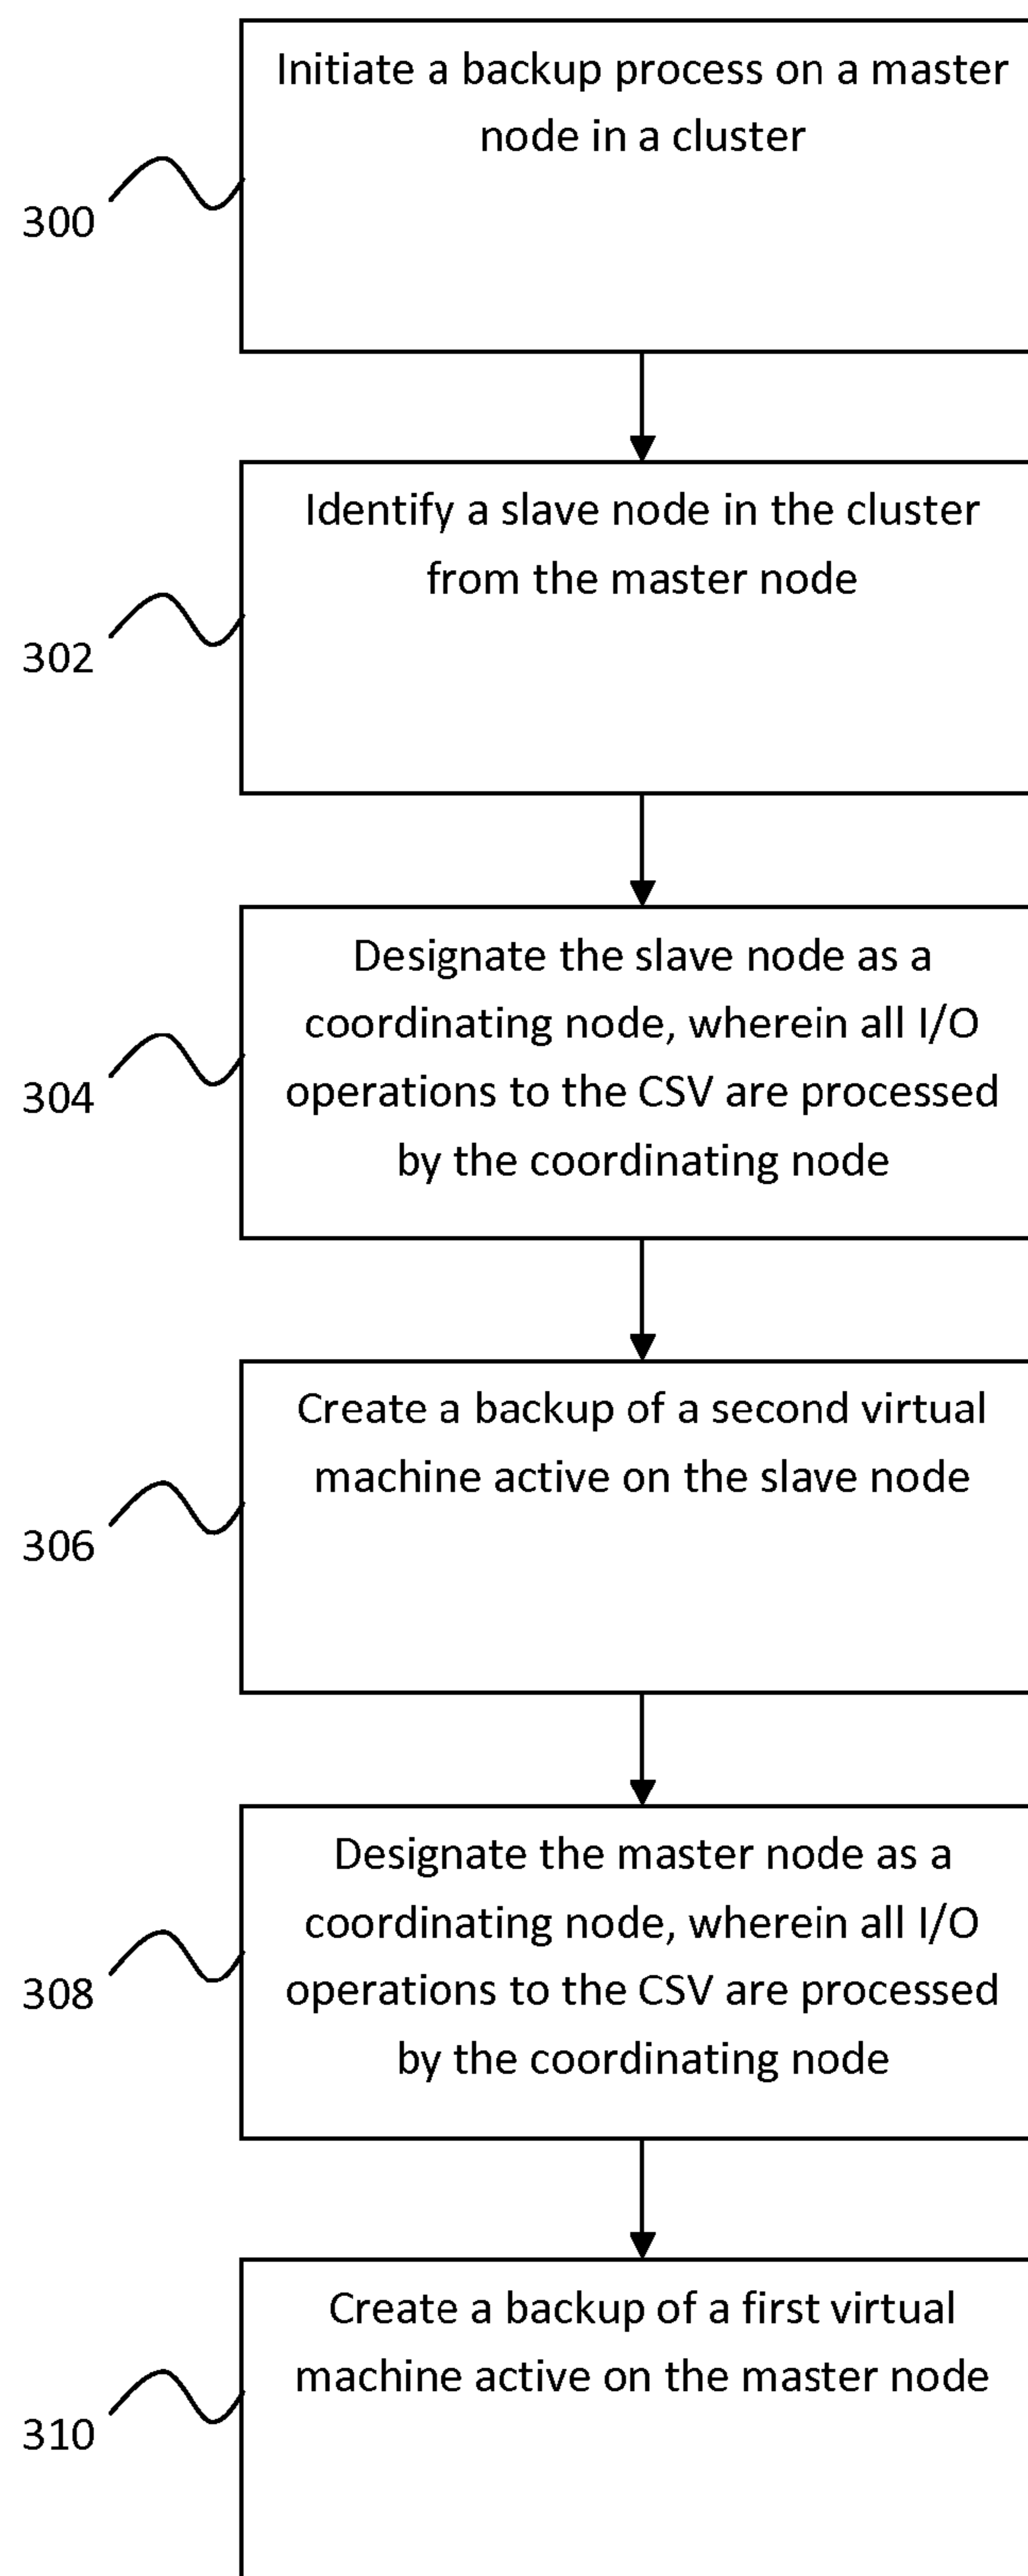 Initiate a backup process on a master
node in a cluster
300
Identify a slave node in the cluster
from the master node
302
Designate the slave node as a
coordinating node, wherein all I/O
operations to the CSV are processed
by the coordinating node
304
Create a backup of a second virtual
machine active on the slave node
306
Designate the master node as a
coordinating node, wherein all I/O
operations to the CSV are processed
by the coordinating node
308
Create a backup of a first virtual
machine active on the master node
310